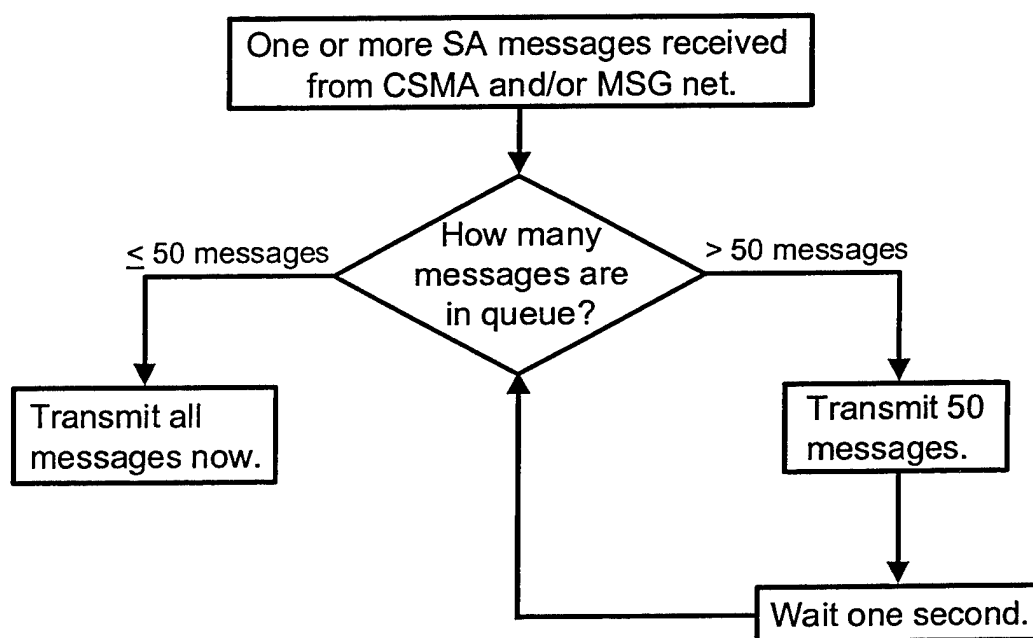 One or more SA messages received
from CSMA and/or MSG net.
How many
messages are
in queue?
≤ 50 messages
> 50 messages
Transmit all
messages now.
Transmit 50
messages.
Wait one second.